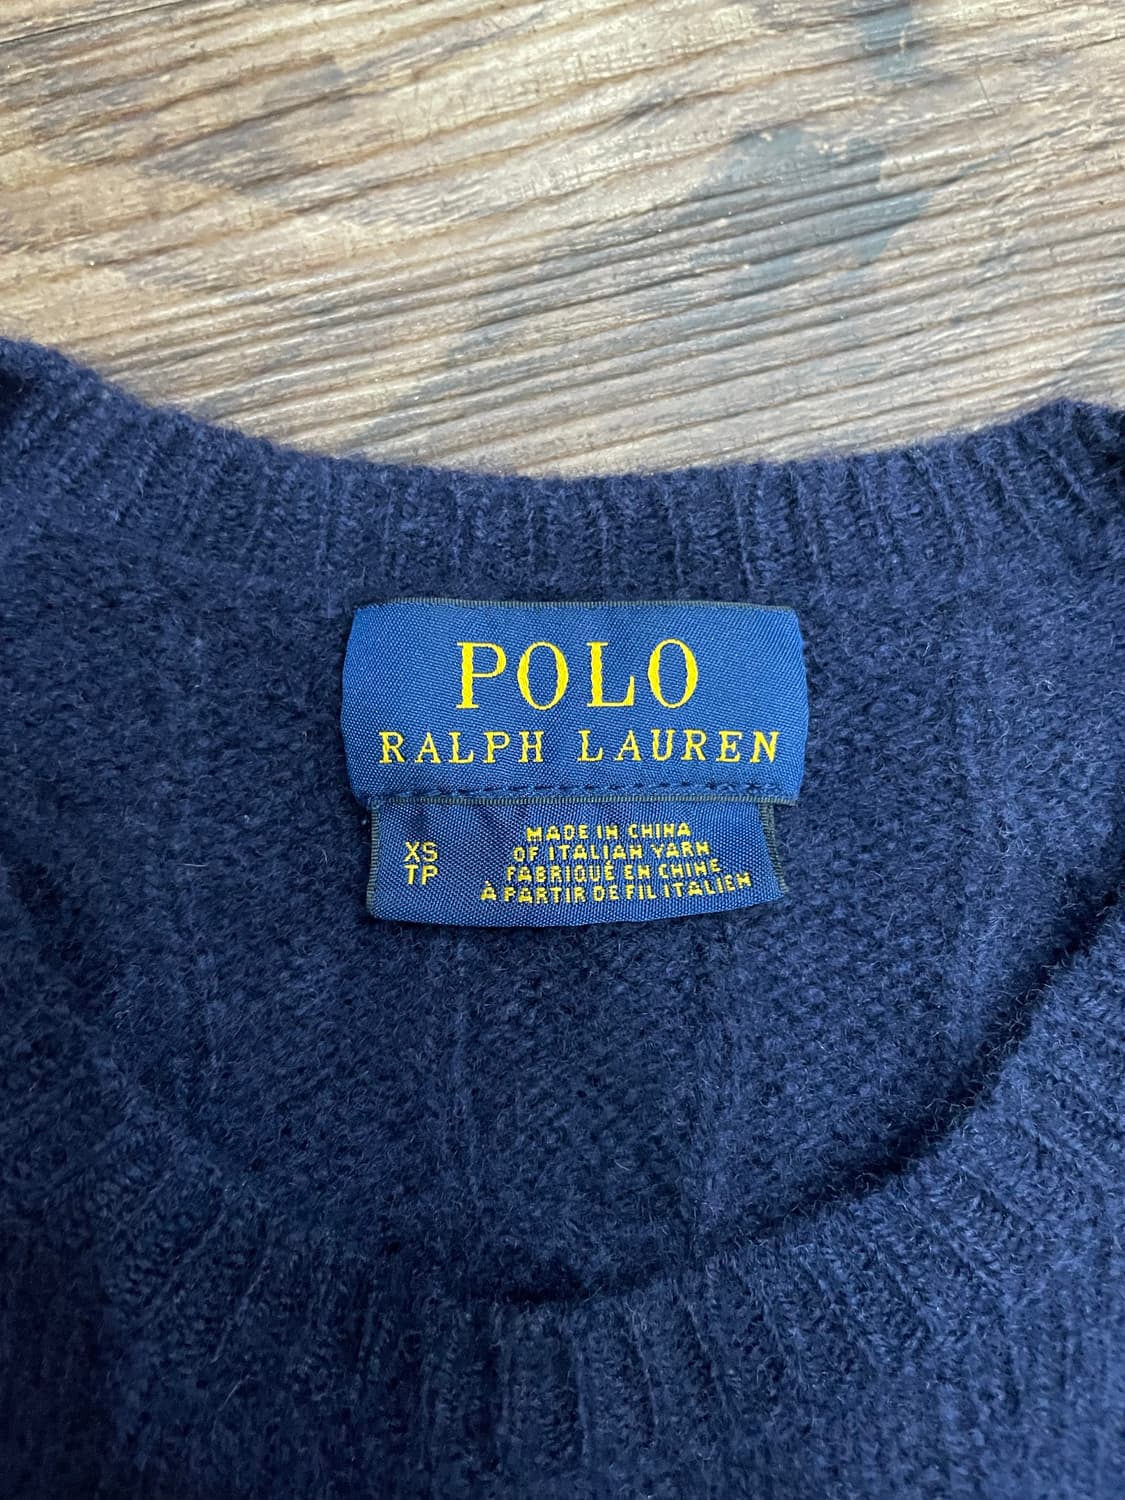 POLO
RALPH LAUREN
XS
TP
MADE IN CHINA
OF ITALIAN YARN
FABRIQUÉ EN CHINE
À PARTIR DE FIL ITALIEN